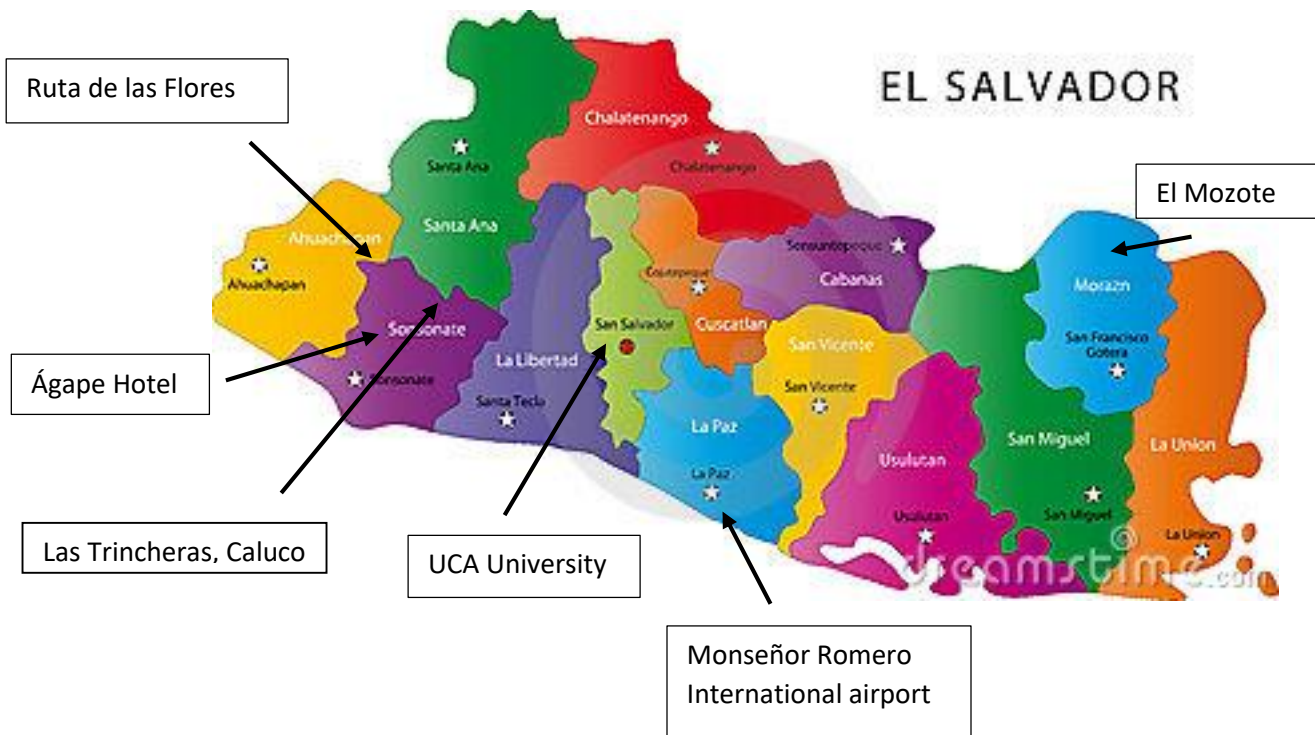 EL SALVADOR
Ruta de las Flores
Chalatenango
Chalatenango
Santa Ana
Santa Ana
El Mozote
Ahuachapan
Ahuachapan
Sonsuntepeque
Cabanas
Morazn
San Francisco
Gotera
Cojutepeque
Cuscatlan
San Salvador
Sonsonate
Sonsonate
La Libertad
Santa Tecla
San Vicente
San Vicente
Ágape Hotel
La Paz
La Paz
Usulutan
Usulutan
San Miguel
San Miguel
La Union
La Union
Las Trincheras, Caluco
UCA University
dreamstime.com
Monseñor Romero
International airport